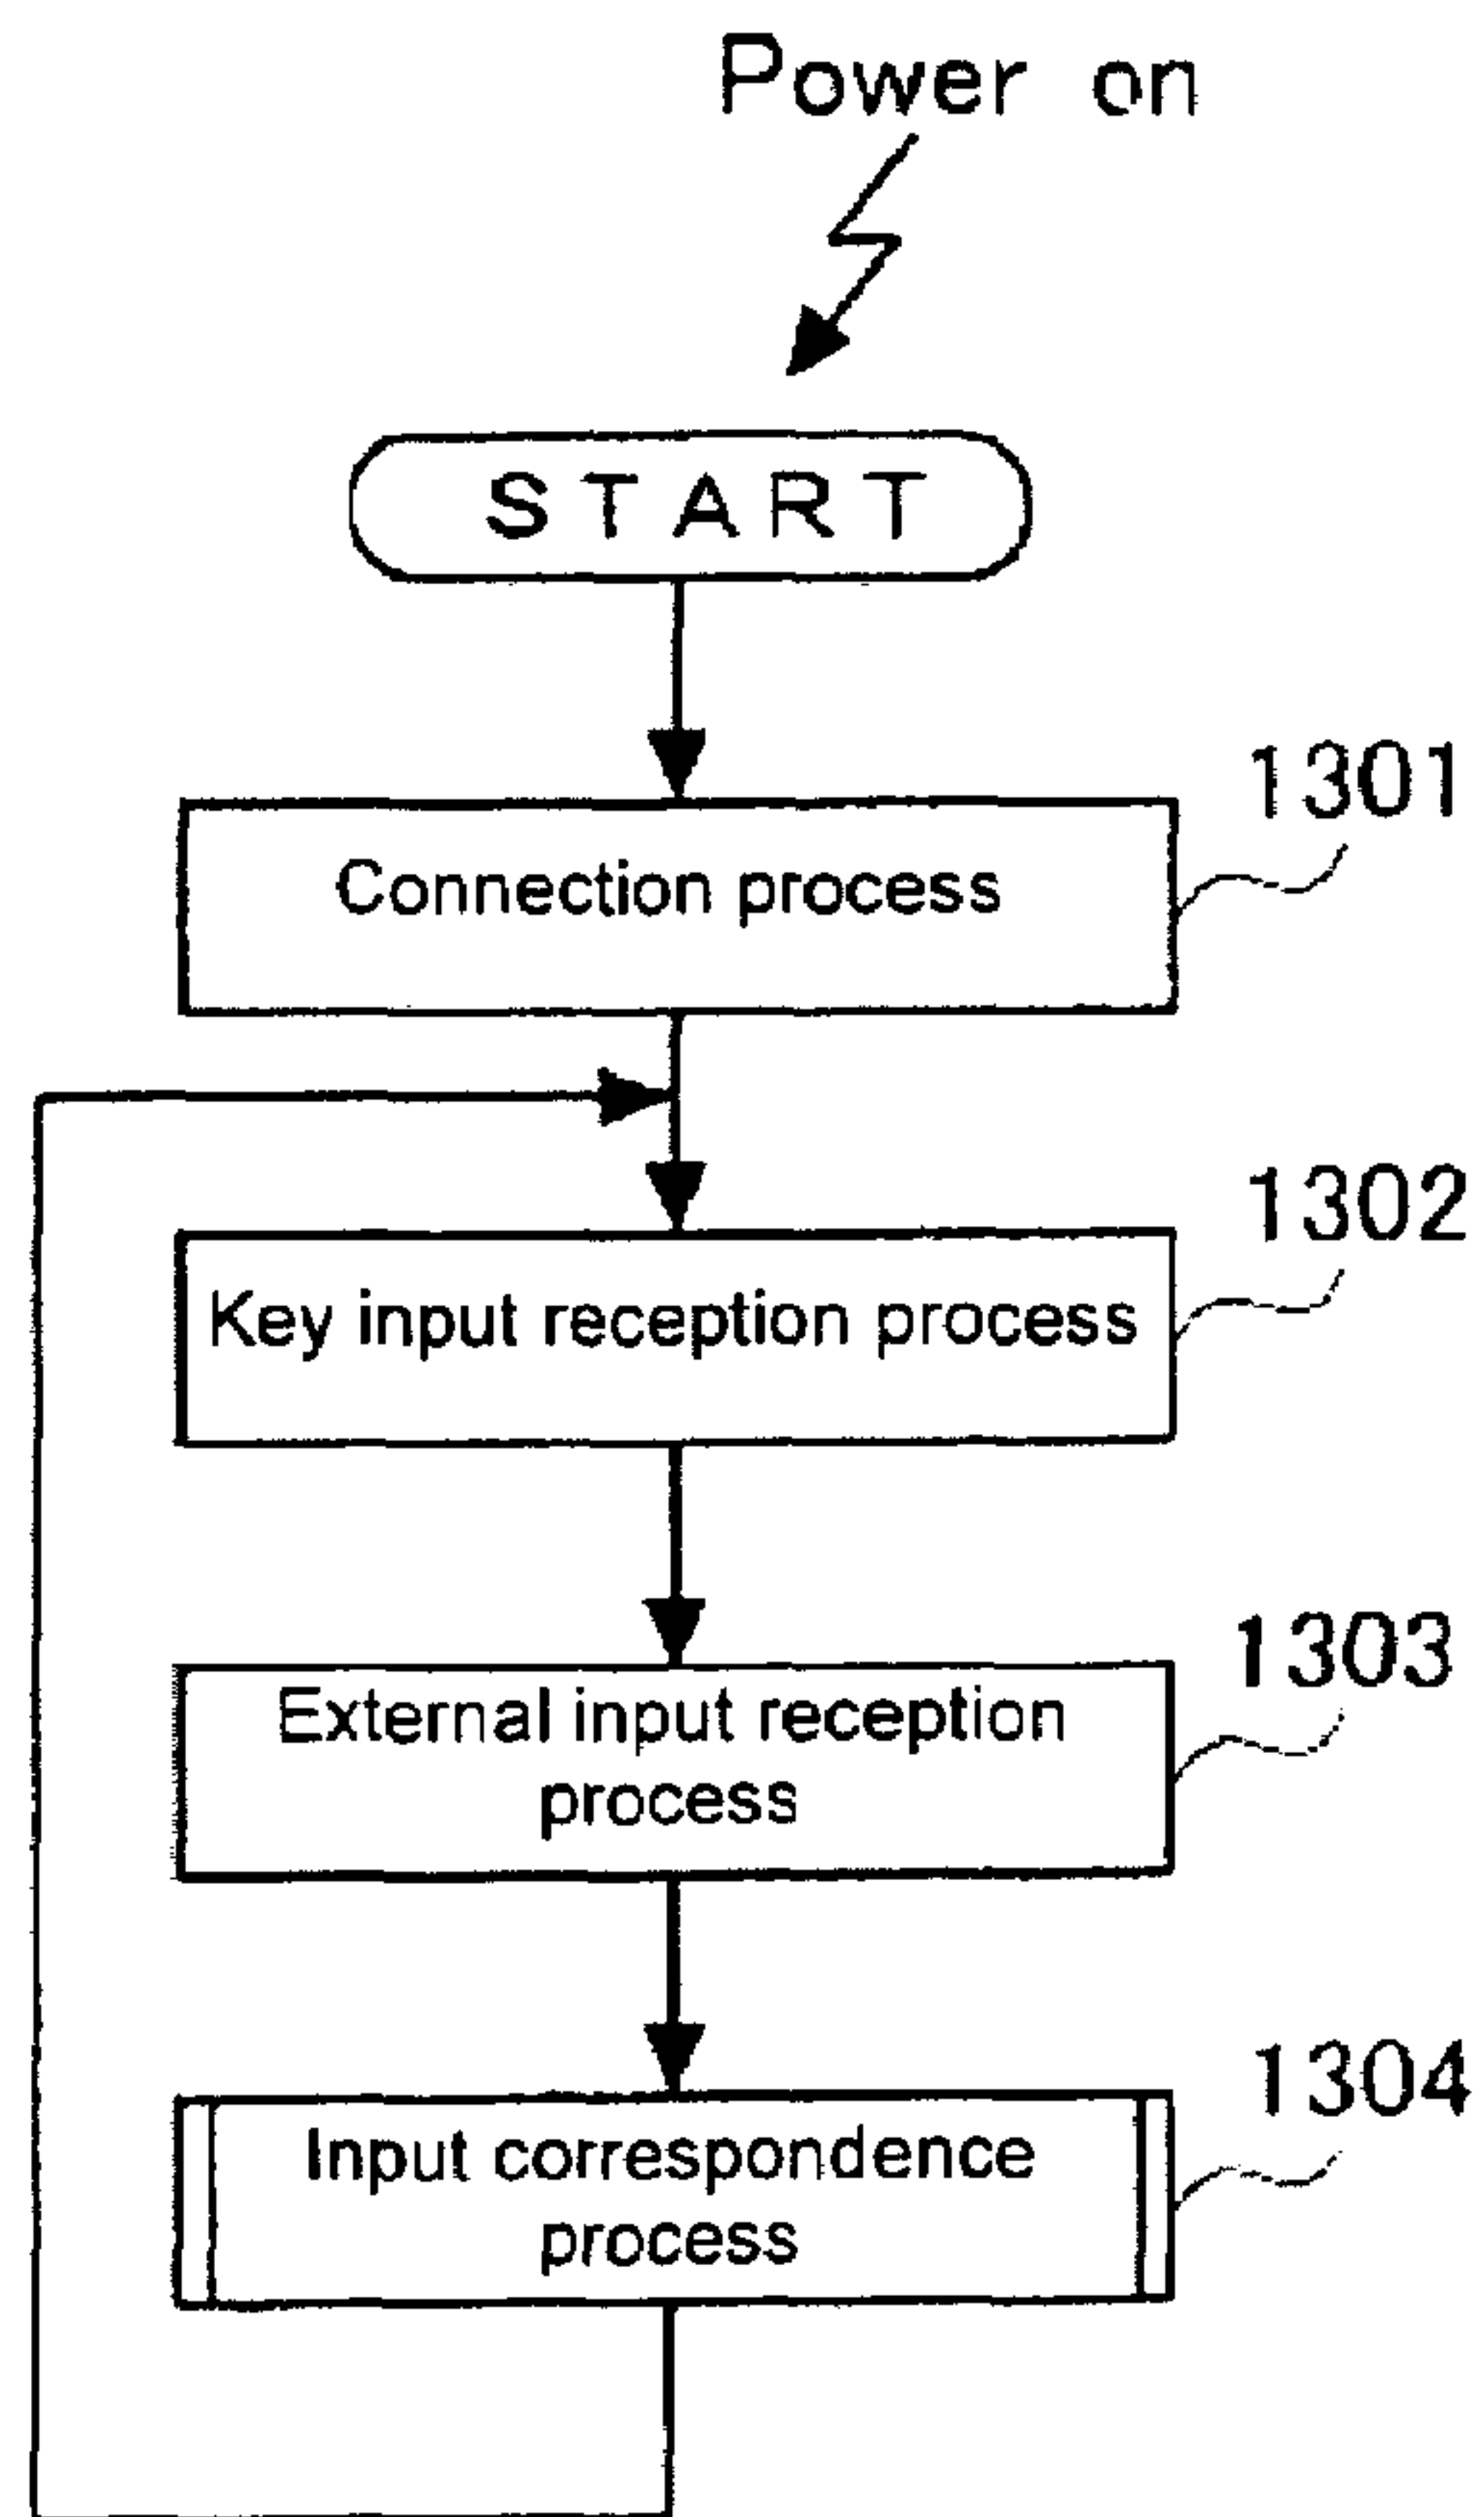 Power on
START
1301
Connection process
1302
Key input reception process
1303
External input reception
process
1304
Input correspondence
process